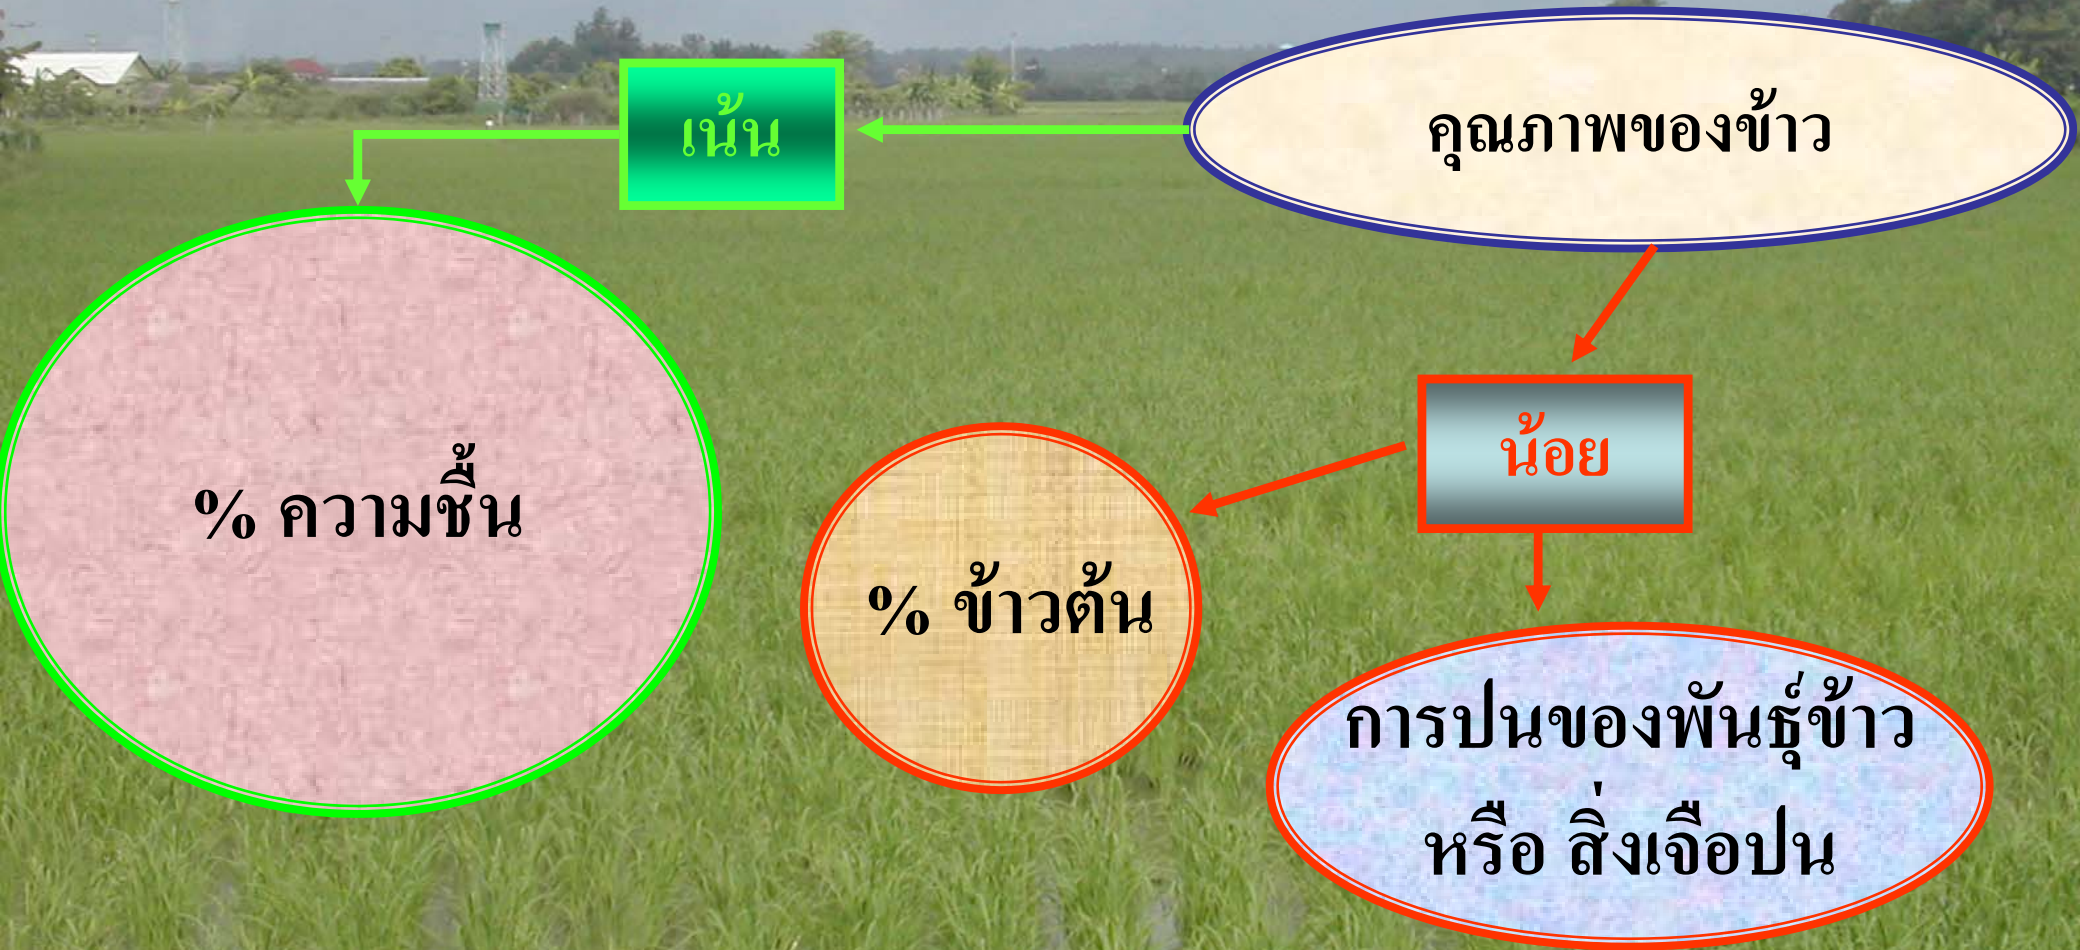 คุณภาพของข้าว
เน้น
น้อย
% ความชื้น
% ข้าวต้น
การปนของพันธุ์ข้าว
หรือ สิ่งเจือปน